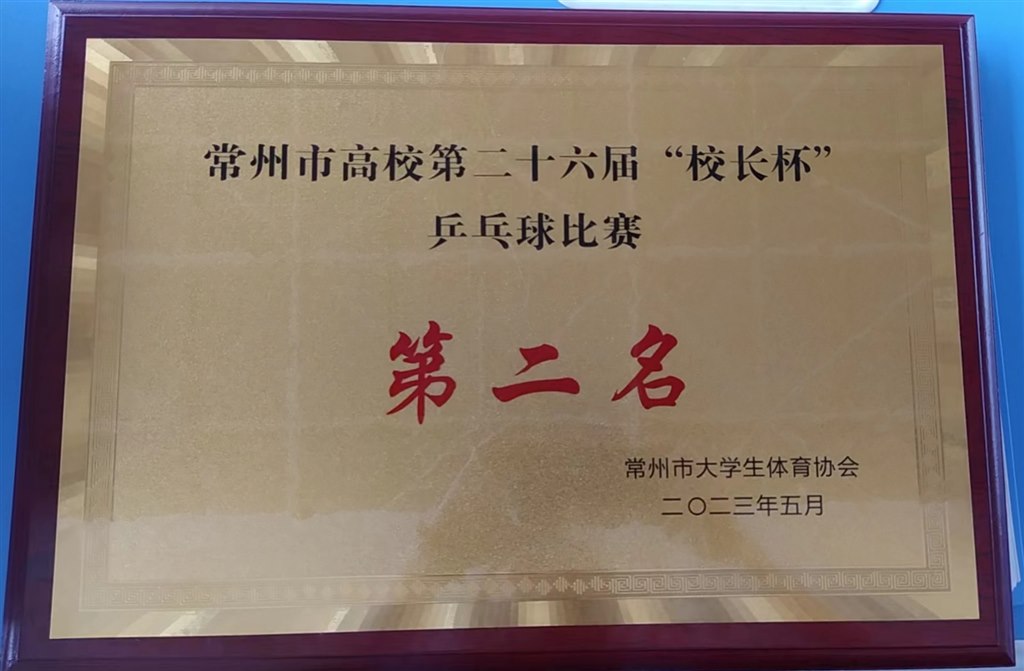 常州市高校第二十六届“校长杯”
乒乓球比赛
第二名
常州市大学生体育协会
二〇二三年五月